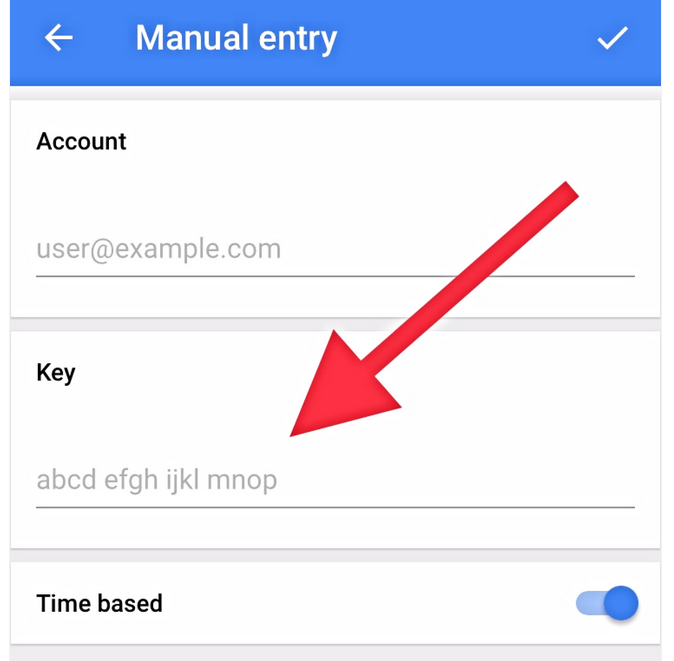 Manual entry
Account
user@example.com
Key
abcd efgh ijkl mnop
Time based